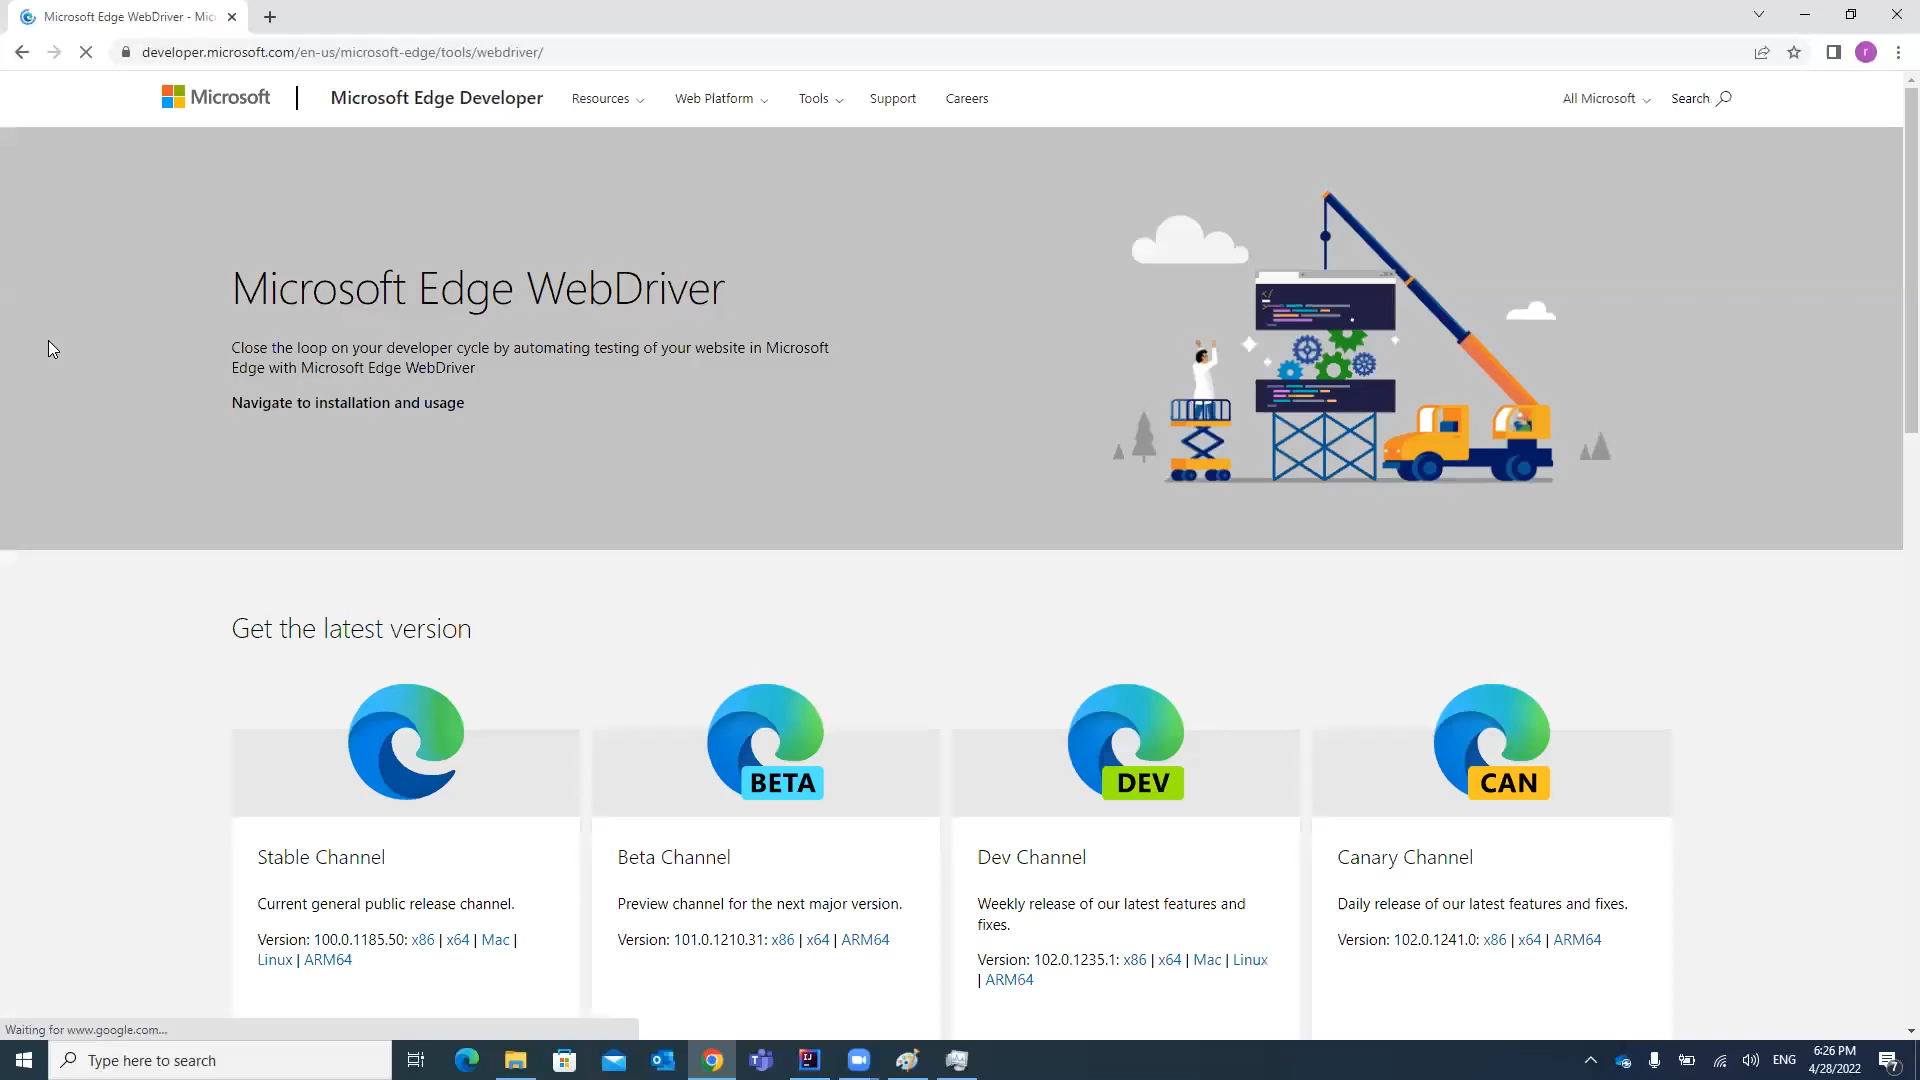 Microsoft Edge WebDriver - Mic
developer.microsoft.com/en-us/microsoft-edge/tools/webdriver/
r
Microsoft
Microsoft Edge Developer
Resources
Web Platform
Tools
Support
Careers
All Microsoft
Search
Microsoft Edge WebDriver
Close the loop on your developer cycle by automating testing of your website in Microsoft
Edge with Microsoft Edge WebDriver
Navigate to installation and usage
Get the latest version
BETA
DEV
CAN
Stable Channel
Current general public release channel.
Version: 100.0.1185.50: x86 | x64 | Mac |
Linux | ARM64
Beta Channel
Preview channel for the next major version.
Version: 101.0.1210.31: x86 | x64 | ARM64
Dev Channel
Weekly release of our latest features and
fixes.
Version: 102.0.1235.1: x86 | x64 | Mac | Linux
| ARM64
Canary Channel
Daily release of our latest features and fixes.
Version: 102.0.1241.0: x86 | x64 | ARM64
Waiting for www.google.com...
Type here to search
ENG
6:26 PM
4/28/2022
7